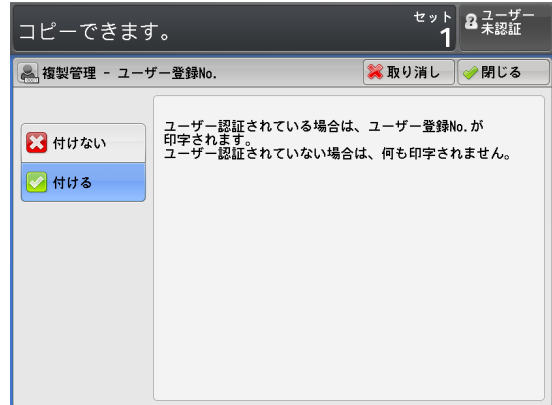 コピーできます。
セット
1
ユーザー
未認証
複製管理 - ユーザー登録No.
取り消し
閉じる
付けない
付ける
ユーザー認証されている場合は、ユーザー登録No.が
印字されます。
ユーザー認証されていない場合は、何も印字されません。